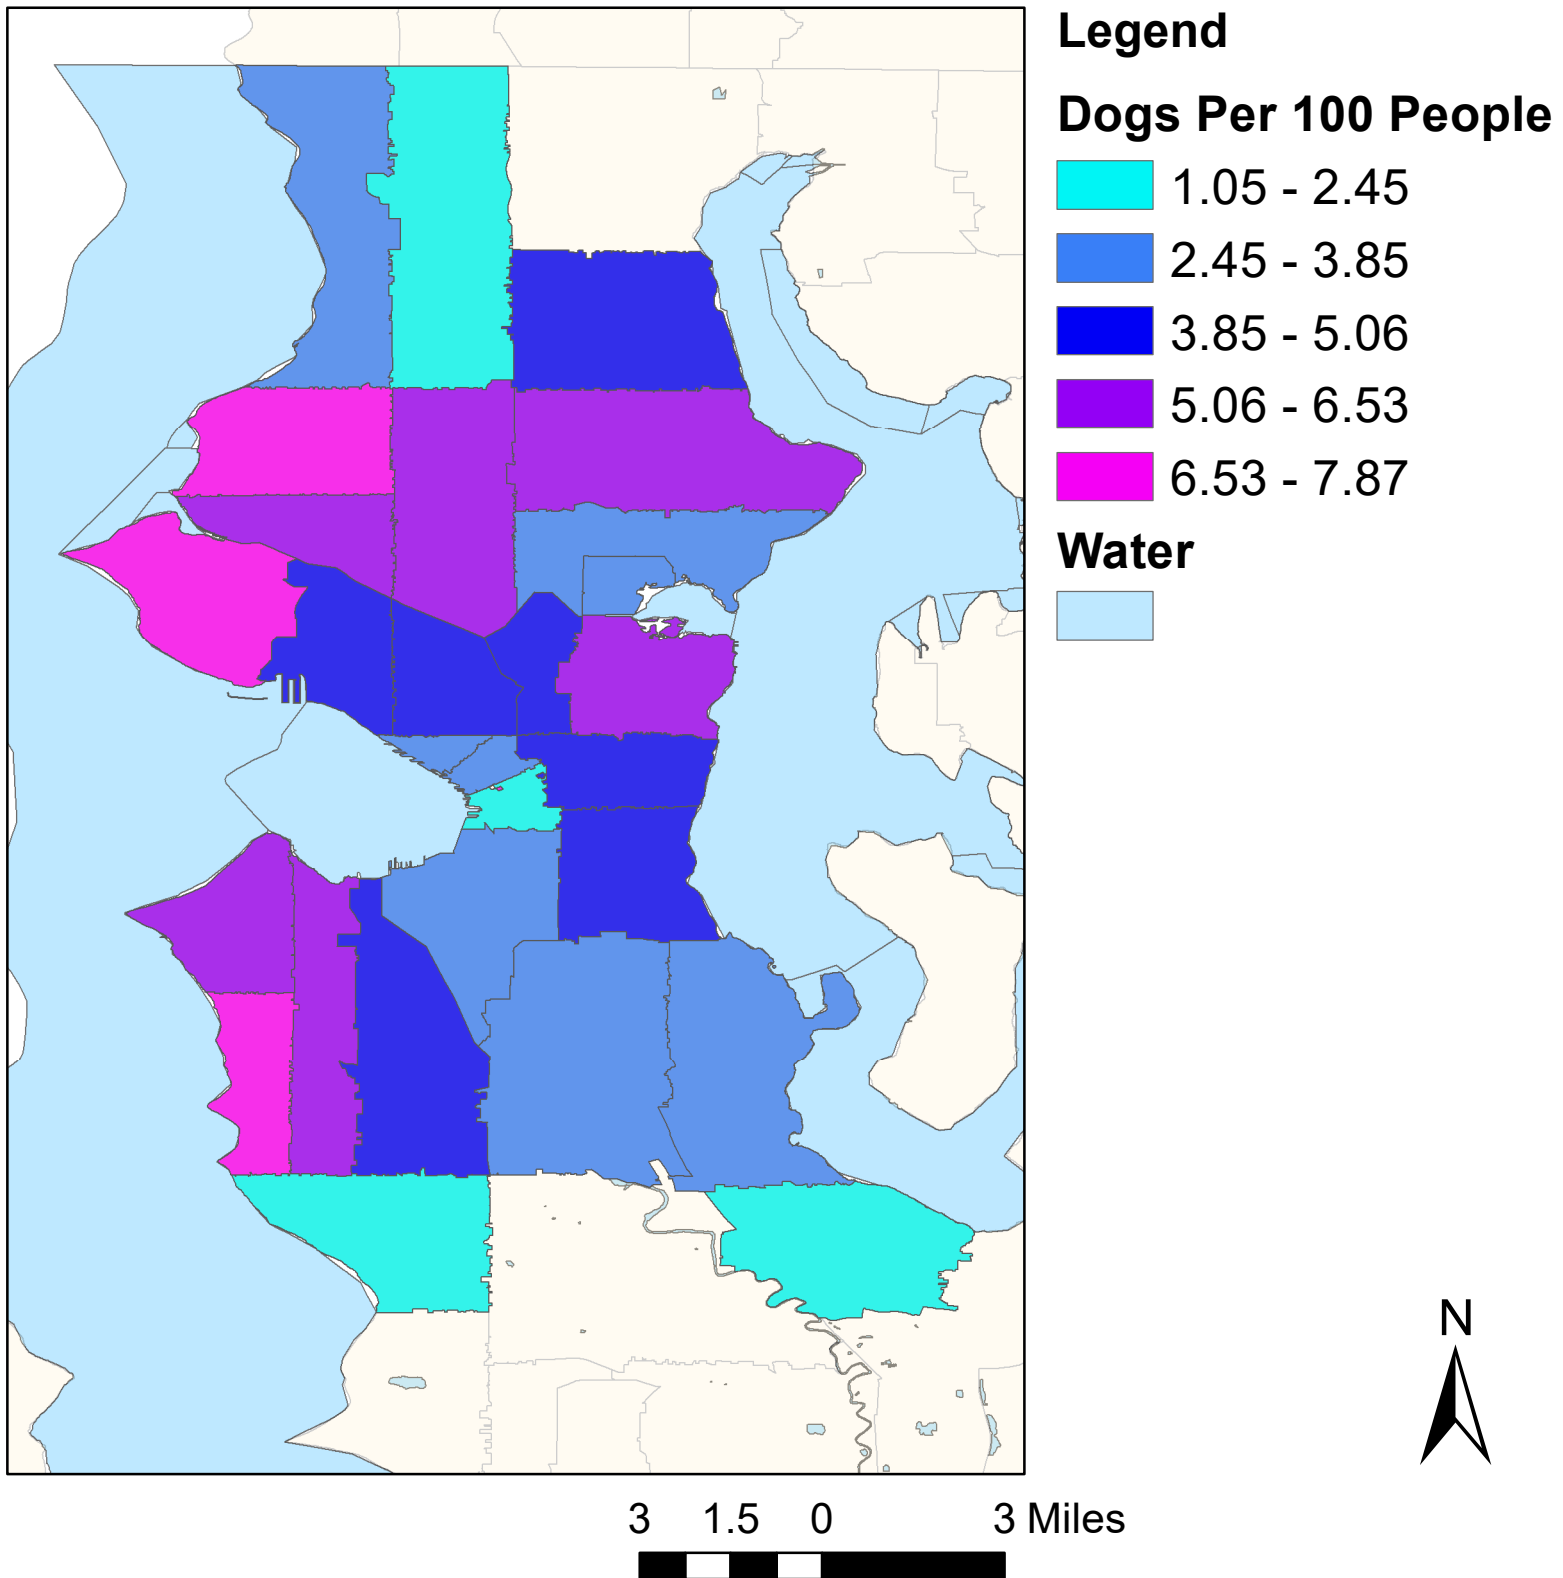 Legend
Dogs Per 100 People
1.05 - 2.45
2.45 - 3.85
3.85 - 5.06
5.06 - 6.53
6.53 - 7.87
Water
N
3 1.5 0 3 Miles